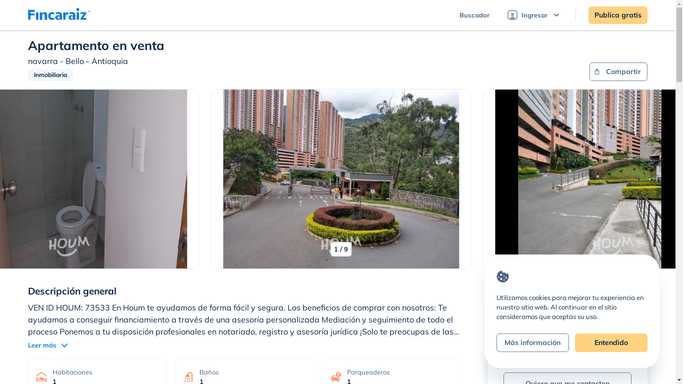 Fincaraiz
Buscador
Ingresar
Publica gratis
Apartamento en venta
navarra - Bello - Antioquia
Inmobiliaria
Compartir
HOUM
HOUM
HOUM
1 / 9
Descripción general
VEN ID HOUM: 73533 En Houm te ayudamos de forma fácil y segura. Los beneficios de comprar con nosotros: Te
ayudamos a conseguir financiamiento a través de una asesoría personalizada Mediación y seguimiento de todo el
proceso Ponemos a tu disposición profesionales en notariado, registro y asesoría jurídica ¡Solo te preocupas de las...
Leer más
Habitaciones
1
Baños
1
Parqueaderos
1
Utilizamos cookies para mejorar tu experiencia en
nuestro sitio web. Al continuar en el sitio
consideramos que aceptas su uso.
Más información
Entendido
Quiero que me contacten